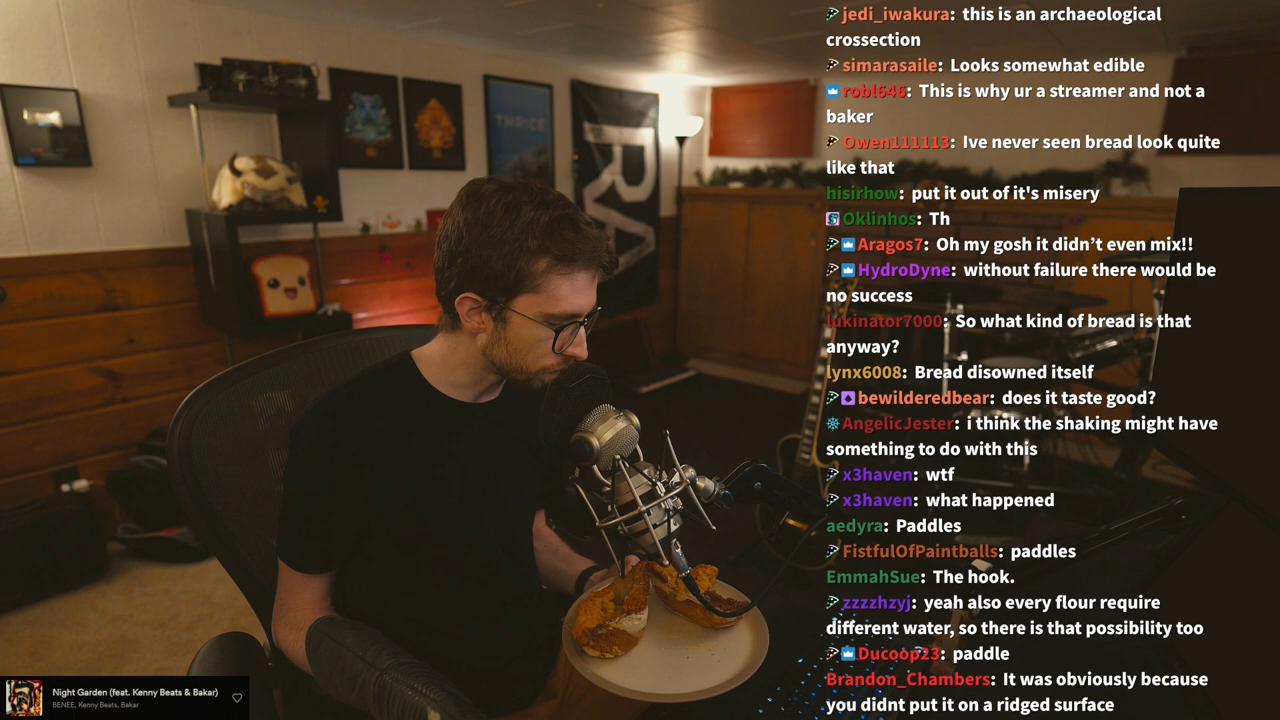 THRICE
RA
jedi_iwakura: this is an archaeological
crossection
simarasaile: Looks somewhat edible
robl646: This is why ur a streamer and not a
baker
Owen111113: Ive never seen bread look quite
like that
hisirhow: put it out of it's misery
Oklinhos: Th
Aragos7: Oh my gosh it didn’t even mix!!
HydroDyne: without failure there would be
no success
lukinator7000: So what kind of bread is that
anyway?
lynx6008: Bread disowned itself
bewilderedbear: does it taste good?
AngelicJester: i think the shaking might have
something to do with this
x3haven: wtf
x3haven: what happened
aedyra: Paddles
FistfulOfPaintballs: paddles
EmmahSue: The hook.
zzzzhzyj: yeah also every flour require
different water, so there is that possibility too
Ducoop23: paddle
Brandon_Chambers: It was obviously because
you didnt put it on a ridged surface
Night Garden (feat. Kenny Beats & Bakar)
BENEE, Kenny Beats, Bakar